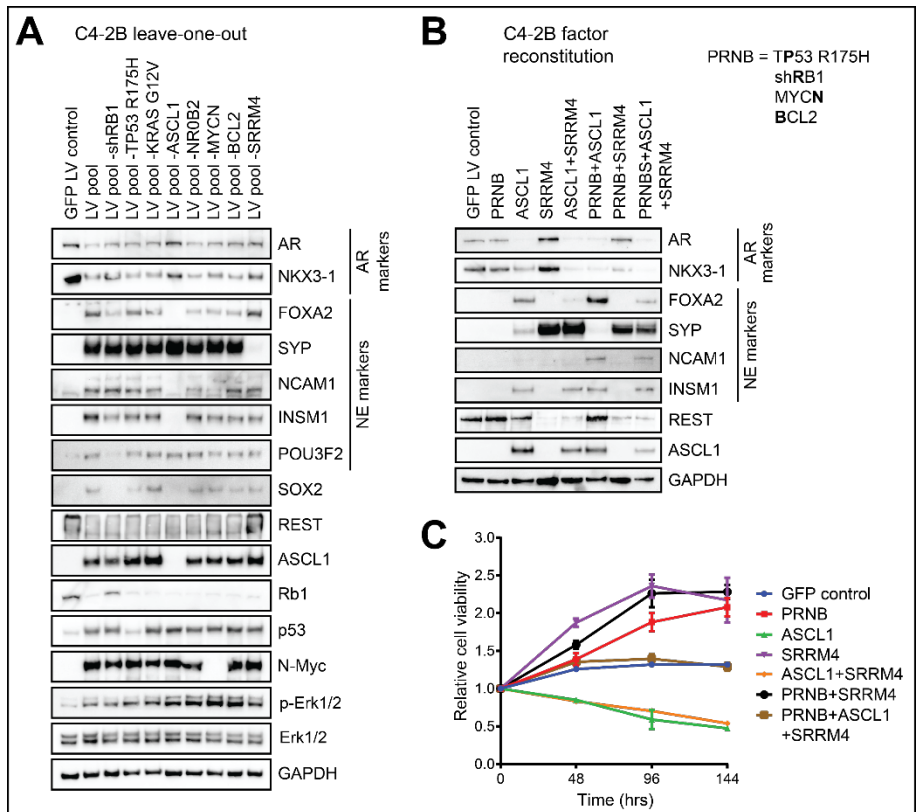 A
C4-2B leave-one-out
GFP LV control
LV pool
LV pool -shRB1
LV pool -TP53 R175H
LV pool -KRAS G12V
LV pool -ASCL1
LV pool -NR0B2
LV pool -MYCN
LV pool -BCL2
LV pool -SRRM4
AR
NKX3-1
FOXA2
SYP
NCAM1
INSM1
POU3F2
SOX2
REST
ASCL1
Rb1
p53
N-Myc
p-Erk1/2
Erk1/2
GAPDH
AR
markers
NE markers
B
C4-2B factor
reconstitution
PRNB = TP53 R175H
shRB1
MYCN
BCL2
GFP LV control
PRNB
ASCL1
SRRM4
ASCL1+SRRM4
PRNB+ASCL1
PRNB+SRRM4
PRNBS+ASCL1
+SRRM4
AR
NKX3-1
FOXA2
SYP
NCAM1
INSM1
REST
ASCL1
GAPDH
AR
markers
NE markers
C
Relative cell viability
3.0
2.5
2.0
1.5
1.0
0.5
0.0
0
48
96
144
Time (hrs)
GFP control
PRNB
ASCL1
SRRM4
ASCL1+SRRM4
PRNB+SRRM4
PRNB+ASCL1
+SRRM4